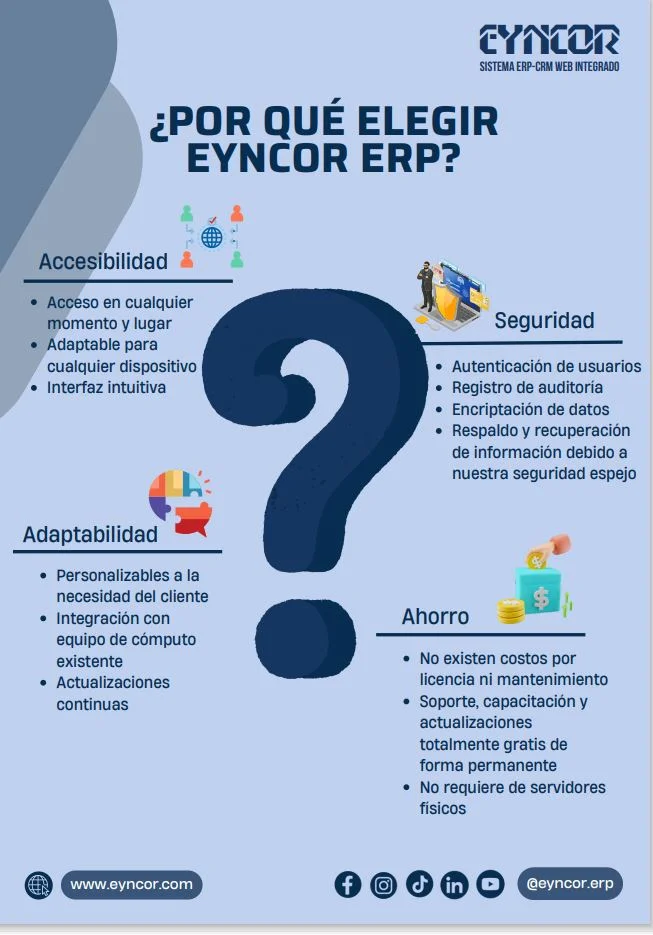 EYNCOR
SISTEMA ERP-CRM WEB INTEGRADO
¿POR QUÉ ELEGIR
EYNCOR ERP?
Accesibilidad
• Acceso en cualquier
momento y lugar
• Adaptable para
cualquier dispositivo
• Interfaz intuitiva
Seguridad
• Autenticación de usuarios
• Registro de auditoría
• Encriptación de datos
• Respaldo y recuperación
de información debido a
nuestra seguridad espejo
Adaptabilidad
• Personalizables a la
necesidad del cliente
• Integración con
equipo de cómputo
existente
• Actualizaciones
continuas
Ahorro
• No existen costos por
licencia ni mantenimiento
• Soporte, capacitación y
actualizaciones
totalmente gratis de
forma permanente
• No requiere de servidores
físicos
www.eyncor.com
@eyncor.erp